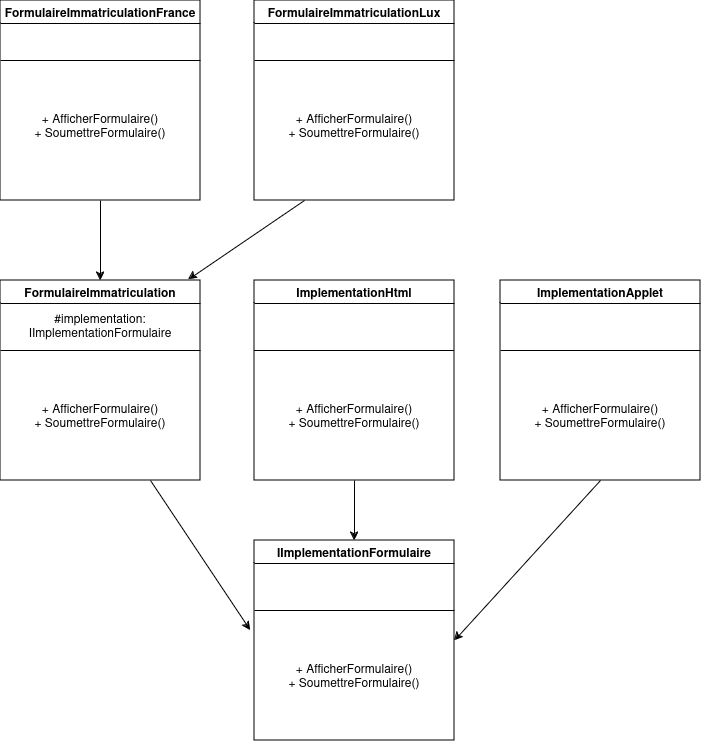 FormulaireImmatriculationFrance
+ AfficherFormulaire()
+ SoumettreFormulaire()
FormulaireImmatriculationLux
+ AfficherFormulaire()
+ SoumettreFormulaire()
FormulaireImmatriculation
#implementation:
IImplementationFormulaire
+ AfficherFormulaire()
+ SoumettreFormulaire()
ImplementationHtml
+ AfficherFormulaire()
+ SoumettreFormulaire()
ImplementationApplet
+ AfficherFormulaire()
+ SoumettreFormulaire()
IImplementationFormulaire
+ AfficherFormulaire()
+ SoumettreFormulaire()